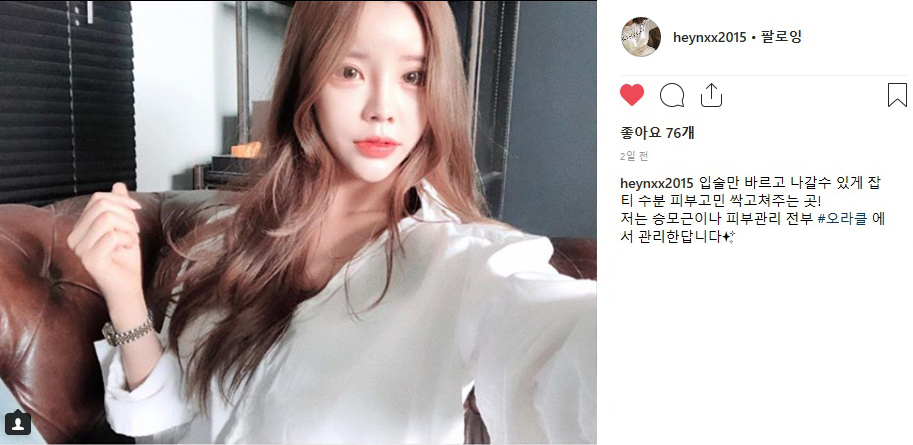 heynxx2015 • 팔로잉
좋아요 76개
2일 전
heynxx2015 입술만 바르고 나갈수 있게 잡
티 수분 피부고민 싹고쳐주는 곳!
저는 승모근이나 피부관리 전부 #오라클 에
서 관리한답니다✨